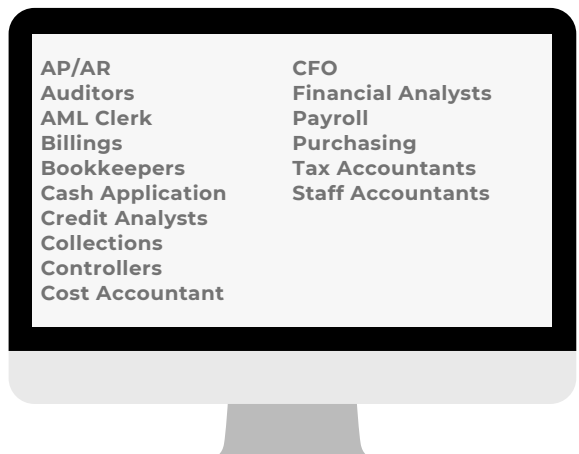 AP/AR
Auditors
AML Clerk
Billings
Bookkeepers
Cash Application
Credit Analysts
Collections
Controllers
Cost Accountant
CFO
Financial Analysts
Payroll
Purchasing
Tax Accountants
Staff Accountants